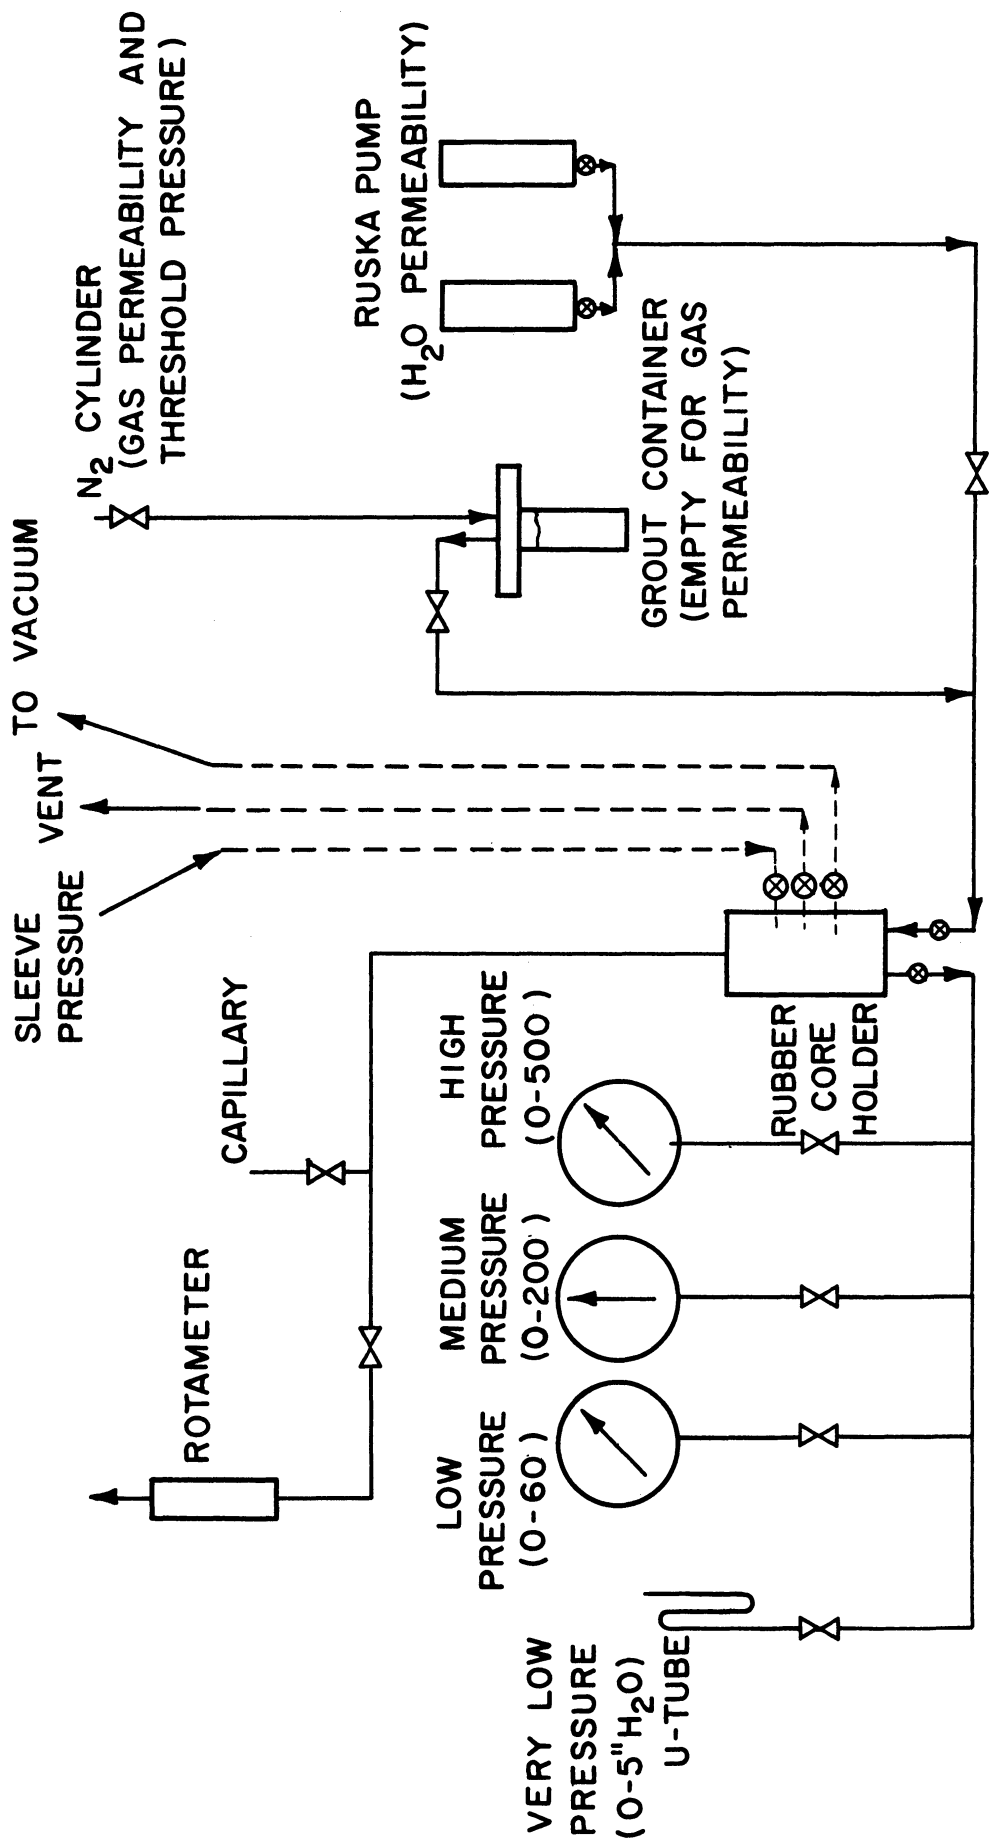 SLEEVE
PRESSURE
VENT
TO VACUUM
N2 CYLINDER
(GAS PERMEABILITY AND
THRESHOLD PRESSURE)
CAPILLARY
ROTAMETER
RUSKA PUMP
(H2O PERMEABILITY)
VERY LOW
PRESSURE
(0-5"H2O)
U-TUBE
LOW
PRESSURE
(0-60)
MEDIUM
PRESSURE
(0-200)
HIGH
PRESSURE
(0-500)
RUBBER
CORE
HOLDER
GROUT CONTAINER
(EMPTY FOR GAS
PERMEABILITY)